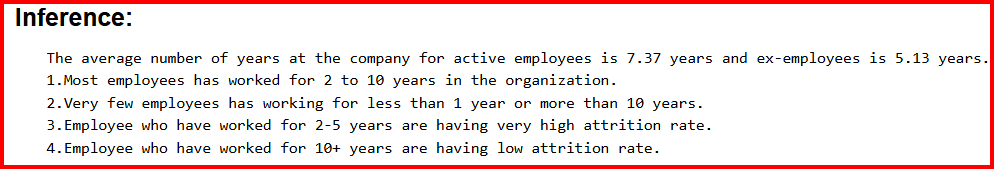 Inference:
The average number of years at the company for active employees is 7.37 years and ex-employees is 5.13 years.
1.Most employees has worked for 2 to 10 years in the organization.
2.Very few employees has working for less than 1 year or more than 10 years.
3.Employee who have worked for 2-5 years are having very high attrition rate.
4.Employee who have worked for 10+ years are having low attrition rate.